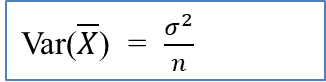 Var(X̅) = σ²/n